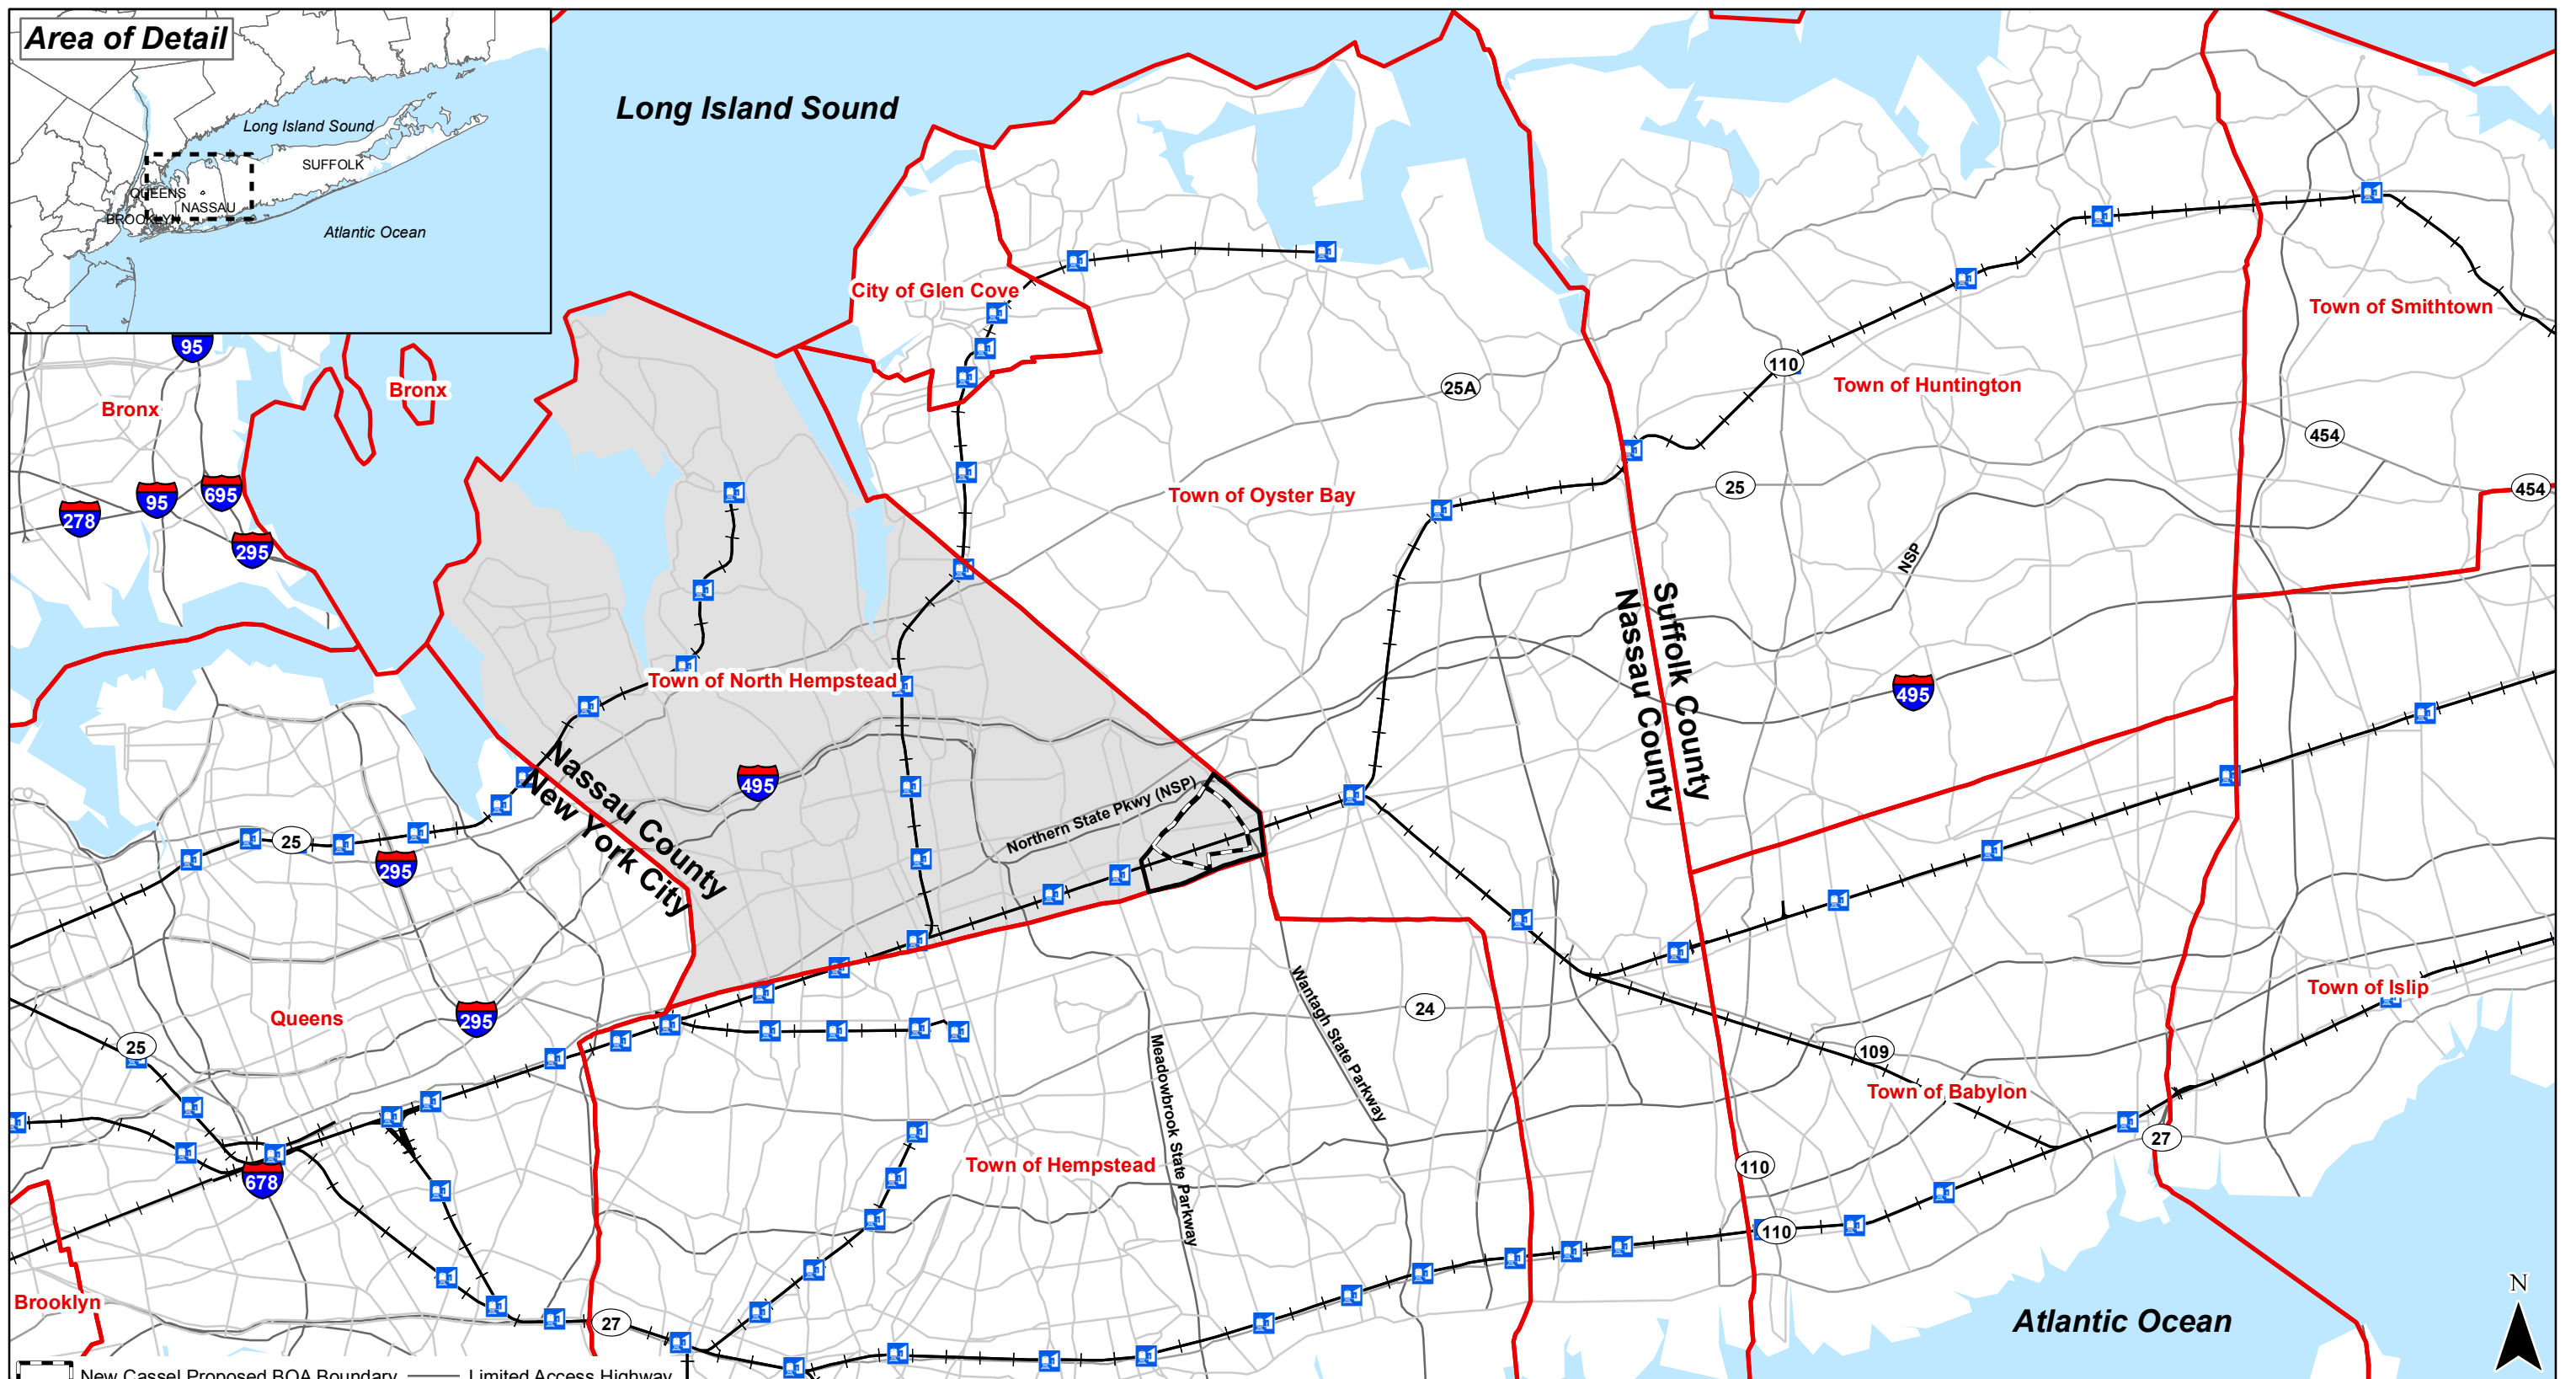 Area of Detail
Long Island Sound
SUFFOLK
QUEENS
NASSAU
BROOKLYN
Atlantic Ocean
Long Island Sound
City of Glen Cove
Town of Smithtown
95
Bronx
Bronx
110
25A
Town of Huntington
454
95
695
278
295
Town of Oyster Bay
25
454
NSP
Suffolk County
Nassau County
Town of North Hempstead
495
Nassau County
New York City
495
Northern State Pkwy (NSP)
25
295
Queens
295
25
Wantagh State Parkway
24
Town of Islip
109
Town of Babylon
Meadowbrook State Parkway
Town of Hempstead
27
110
678
110
Brooklyn
27
Atlantic Ocean
N
New Cassel Proposed BOA Boundary
Limited Access Highway